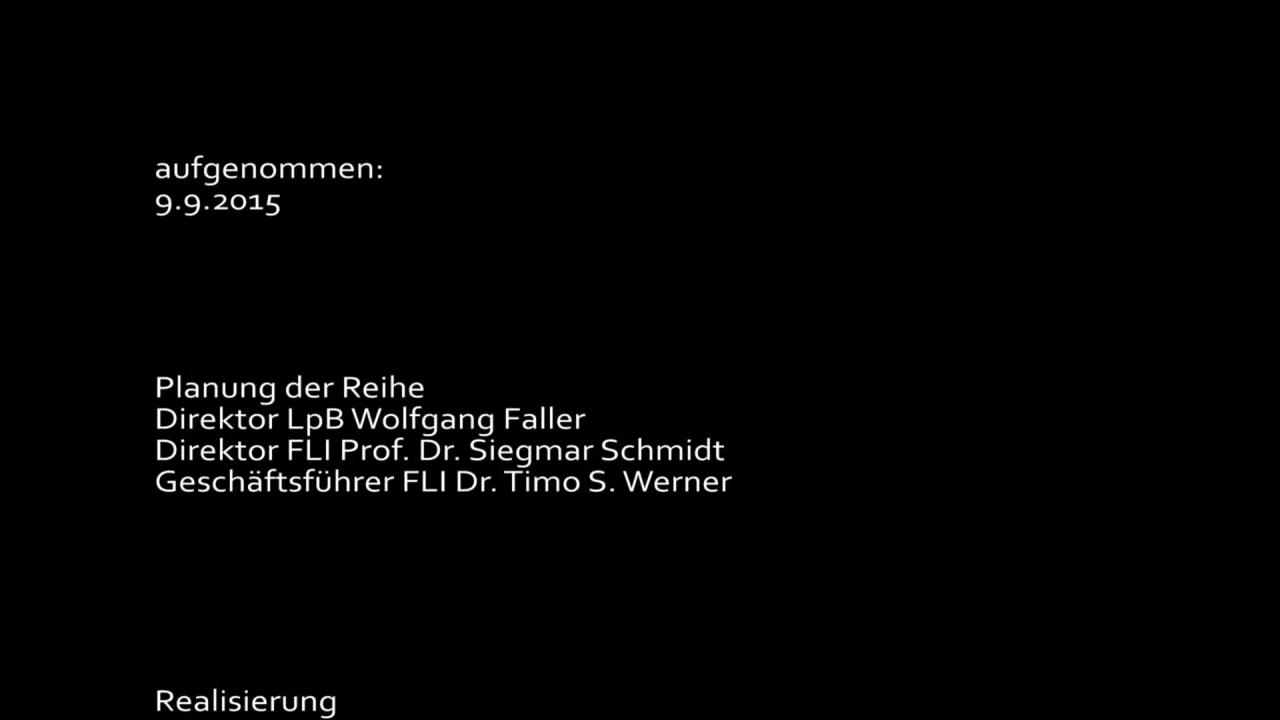 aufgenommen:
9.9.2015
Planung der Reihe
Direktor LpB Wolfgang Faller
Direktor FLI Prof. Dr. Siegmar Schmidt
Geschäftsführer FLI Dr. Timo S. Werner
Realisierung